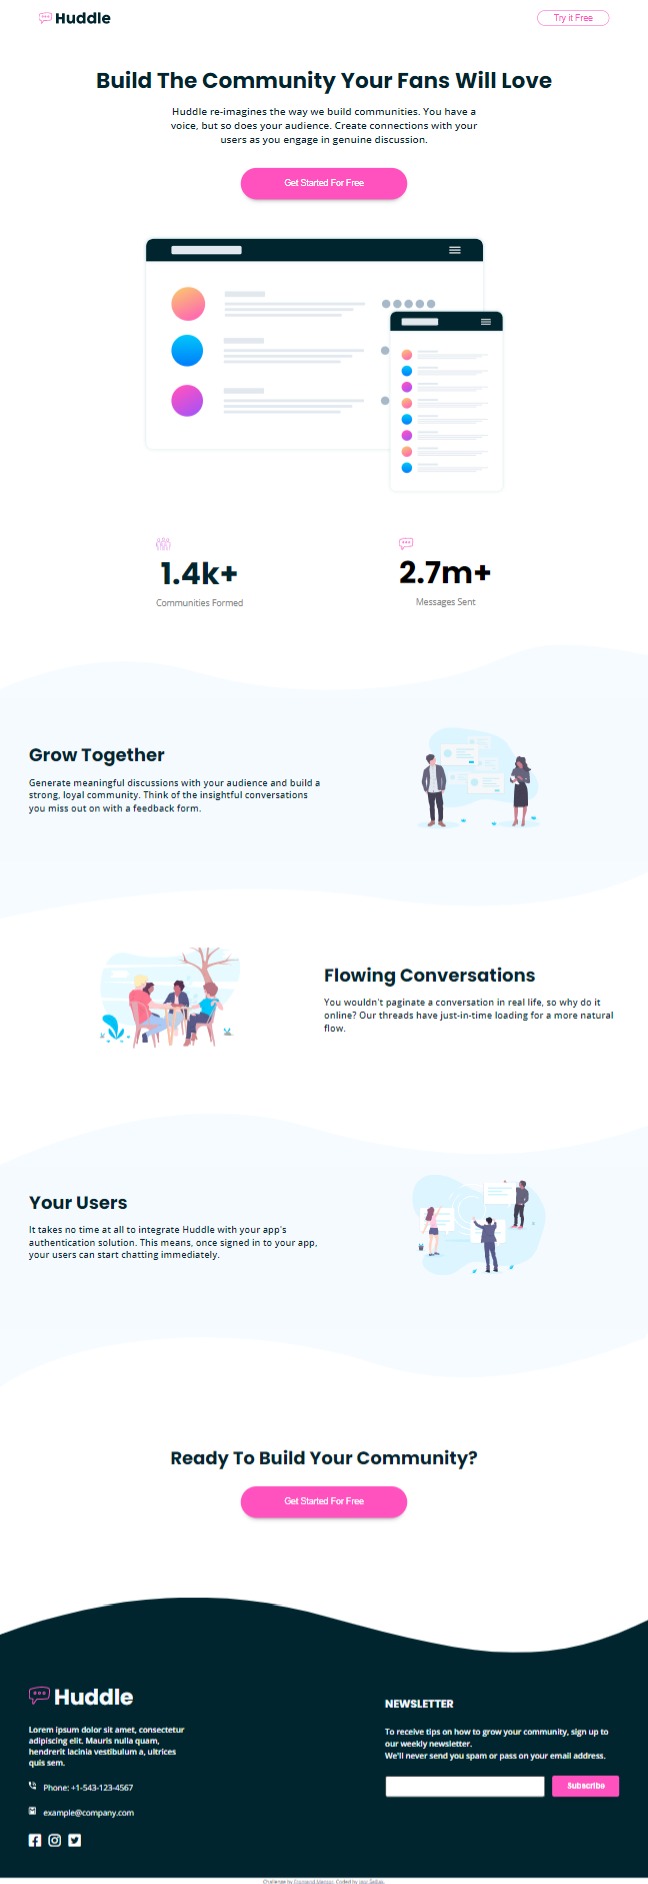 Huddle
Try it Free
Build The Community Your Fans Will Love
Huddle re-imagines the way we build communities. You have a
voice, but so does your audience. Create connections with your
users as you engage in genuine discussion.
Get Started For Free
1.4k+
Communities Formed
2.7m+
Messages Sent
Grow Together
Generate meaningful discussions with your audience and build a
strong, loyal community. Think of the insightful conversations
you miss out on with a feedback form.
Flowing Conversations
You wouldn't paginate a conversation in real life, so why do it
online? Our threads have just-in-time loading for a more natural
flow.
Your Users
It takes no time at all to integrate Huddle with your app's
authentication solution. This means, once signed in to your app,
your users can start chatting immediately.
Ready To Build Your Community?
Get Started For Free
Huddle
Lorem ipsum dolor sit amet, consectetur
adipiscing elit. Mauris nulla quam,
hendrerit lacinia vestibulum a, ultrices
quis sem.
Phone: +1-543-123-4567
example@company.com
NEWSLETTER
To receive tips on how to grow your community, sign up to
our weekly newsletter.
We'll never send you spam or pass on your email address.
Subscribe
Challenge by Frontend Mentor. Coded by